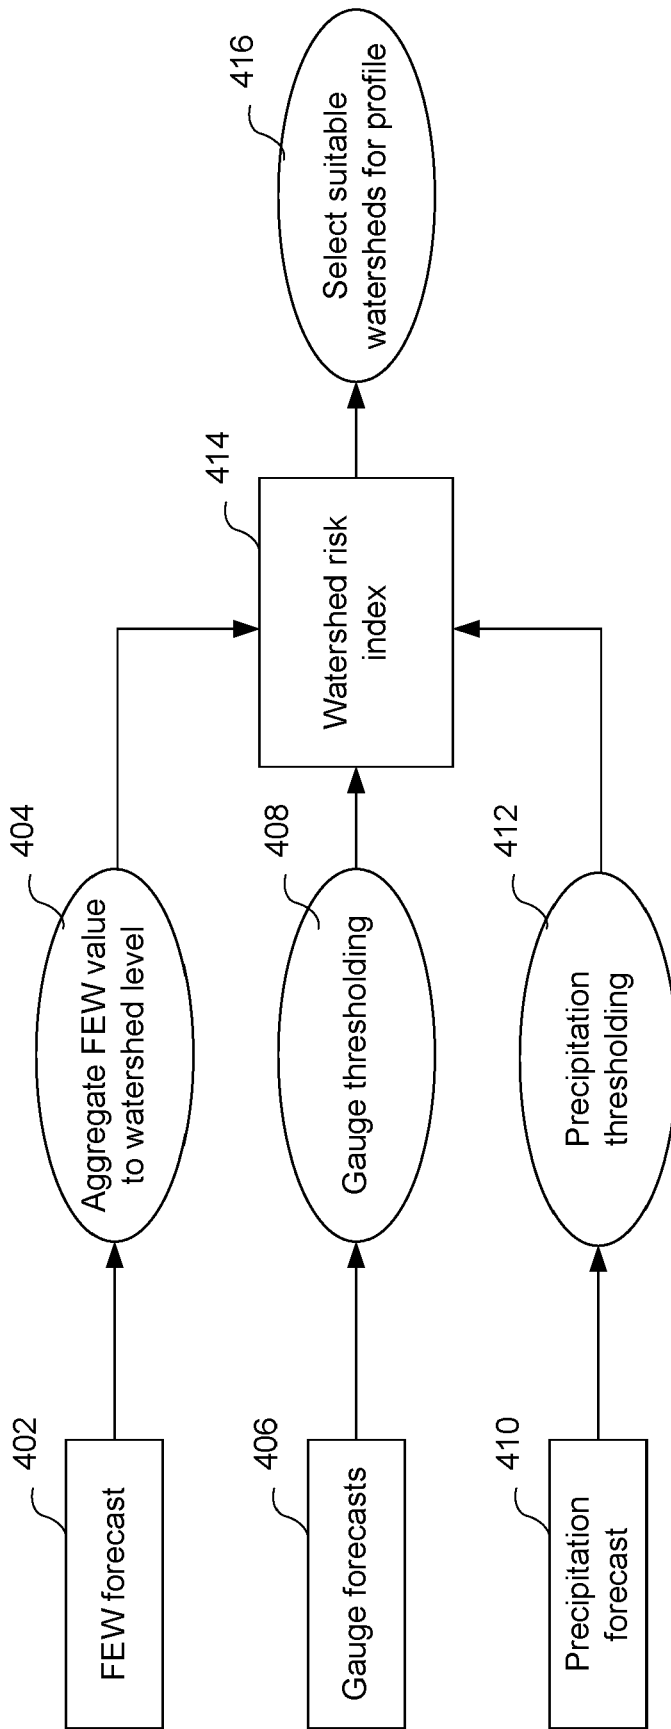 402
FEW forecast
404
Aggregate FEW value
to watershed level
406
Gauge forecasts
408
Gauge thresholding
410
Precipitation
forecast
412
Precipitation
thresholding
414
Watershed risk
index
416
Select suitable
watersheds for profile